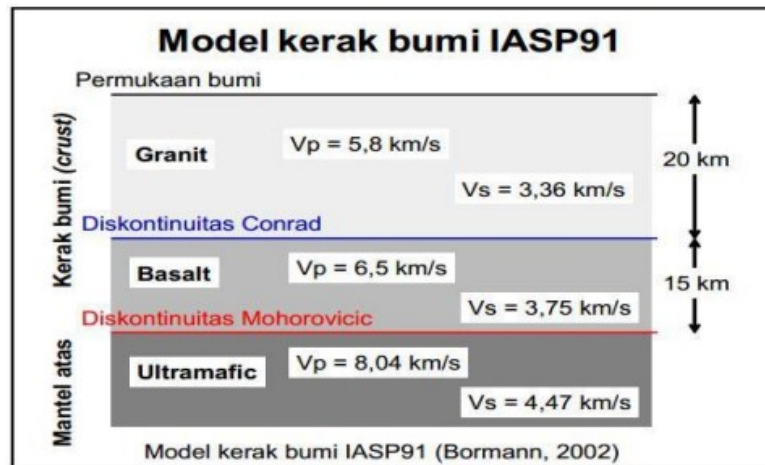 Model kerak bumi IASP91
Permukaan bumi
Kerak bumi (crust)
Granit
Vp = 5,8 km/s
Vs = 3,36 km/s
20 km
Diskontinuitas Conrad
Basalt
Vp = 6,5 km/s
Vs = 3,75 km/s
15 km
Diskontinuitas Mohorovicic
Mantel atas
Ultramafic
Vp = 8,04 km/s
Vs = 4,47 km/s
Model kerak bumi IASP91 (Bormann, 2002)